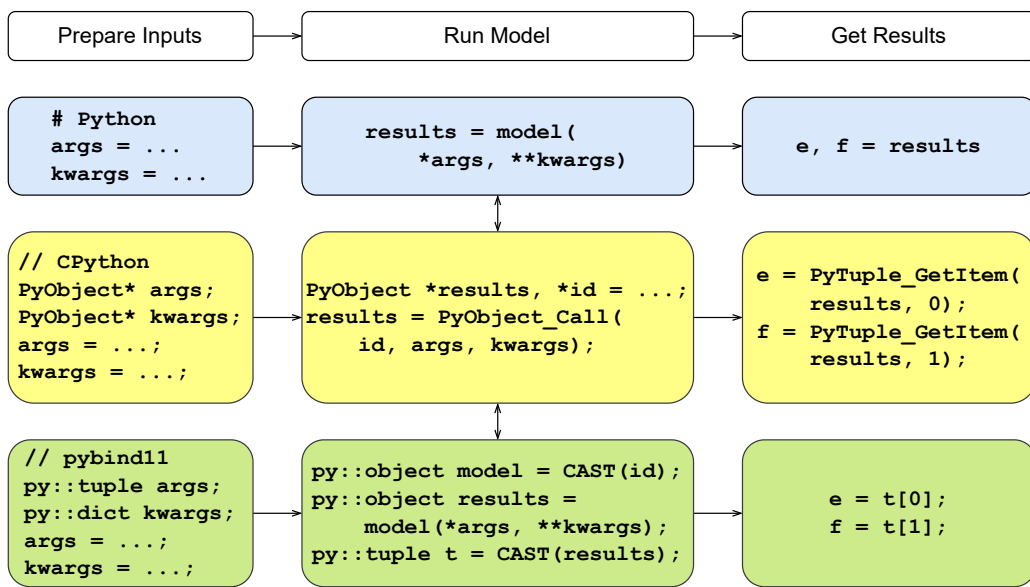 Prepare Inputs
Run Model
Get Results
# Python
args = ...
kwargs = ...
results = model(
*args, **kwargs)
e, f = results
// CPython
PyObject* args;
PyObject* kwargs;
args = ...;
kwargs = ...;
PyObject *results, *id = ...;
results = PyObject_Call(
id, args, kwargs);
e = PyTuple_GetItem(
results, 0);
f = PyTuple_GetItem(
results, 1);
// pybind11
py::tuple args;
py::dict kwargs;
args = ...;
kwargs = ...;
py::object model = CAST(id);
py::object results =
model(*args, **kwargs);
py::tuple t = CAST(results);
e = t[0];
f = t[1];